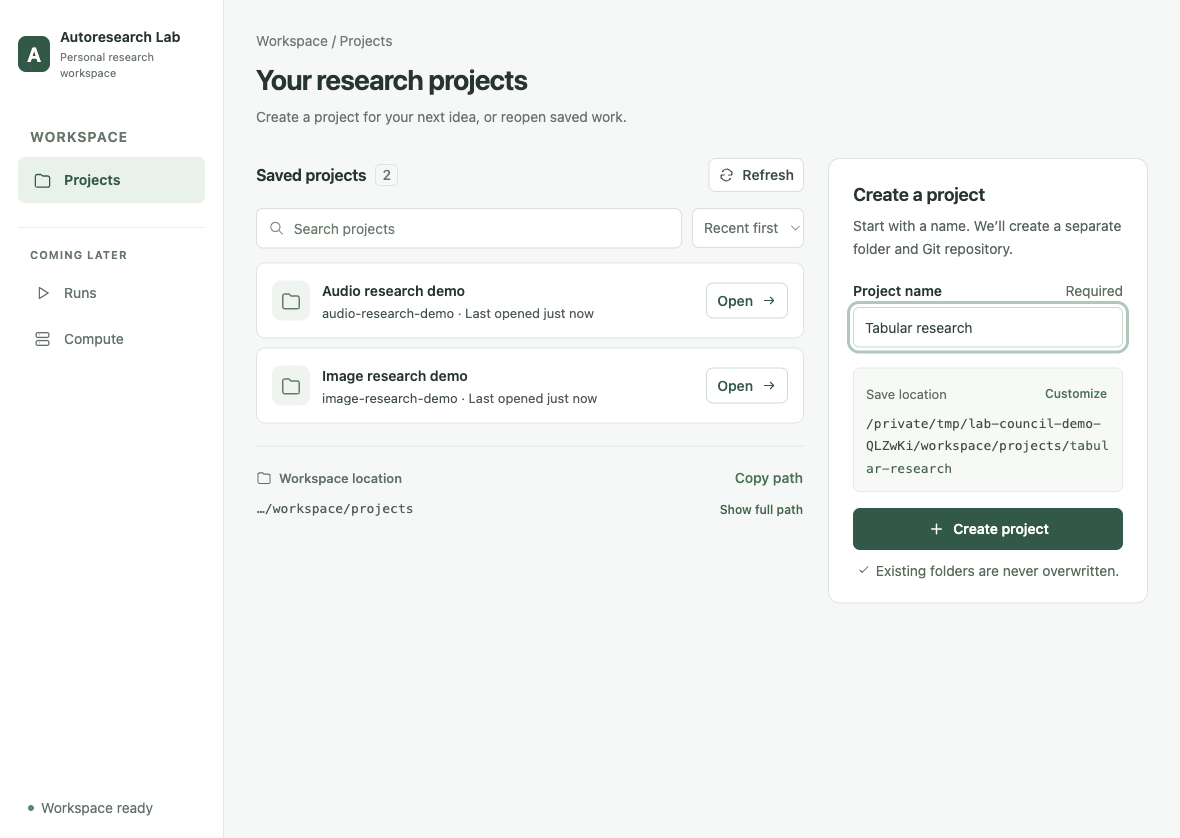 A
Autoresearch Lab
Personal research
workspace
WORKSPACE
Projects
COMING LATER
Runs
Compute
Workspace ready
Workspace / Projects
Your research projects
Create a project for your next idea, or reopen saved work.
Saved projects 2
Refresh
Search projects
Recent first
Audio research demo
audio-research-demo · Last opened just now
Open
Image research demo
image-research-demo · Last opened just now
Open
Workspace location
Copy path
…/workspace/projects
Show full path
Create a project
Start with a name. We’ll create a separate
folder and Git repository.
Project name
Required
Tabular research
Save location
Customize
/private/tmp/lab-council-demo-
QLZwKi/workspace/projects/tabul
ar-research
Create project
Existing folders are never overwritten.